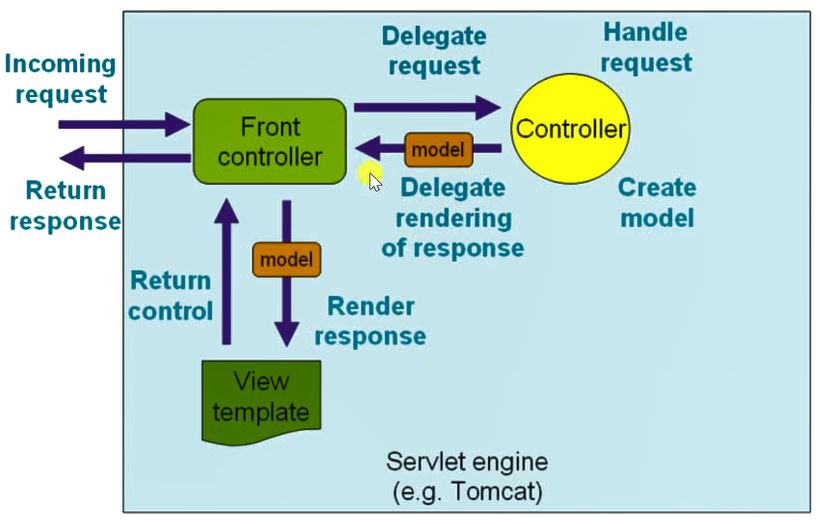 Incoming
request
Return
response
Front
controller
Delegate
request
Handle
request
Controller
model
Delegate
rendering
of response
Create
model
model
Return
control
Render
response
View
template
Servlet engine
(e.g. Tomcat)